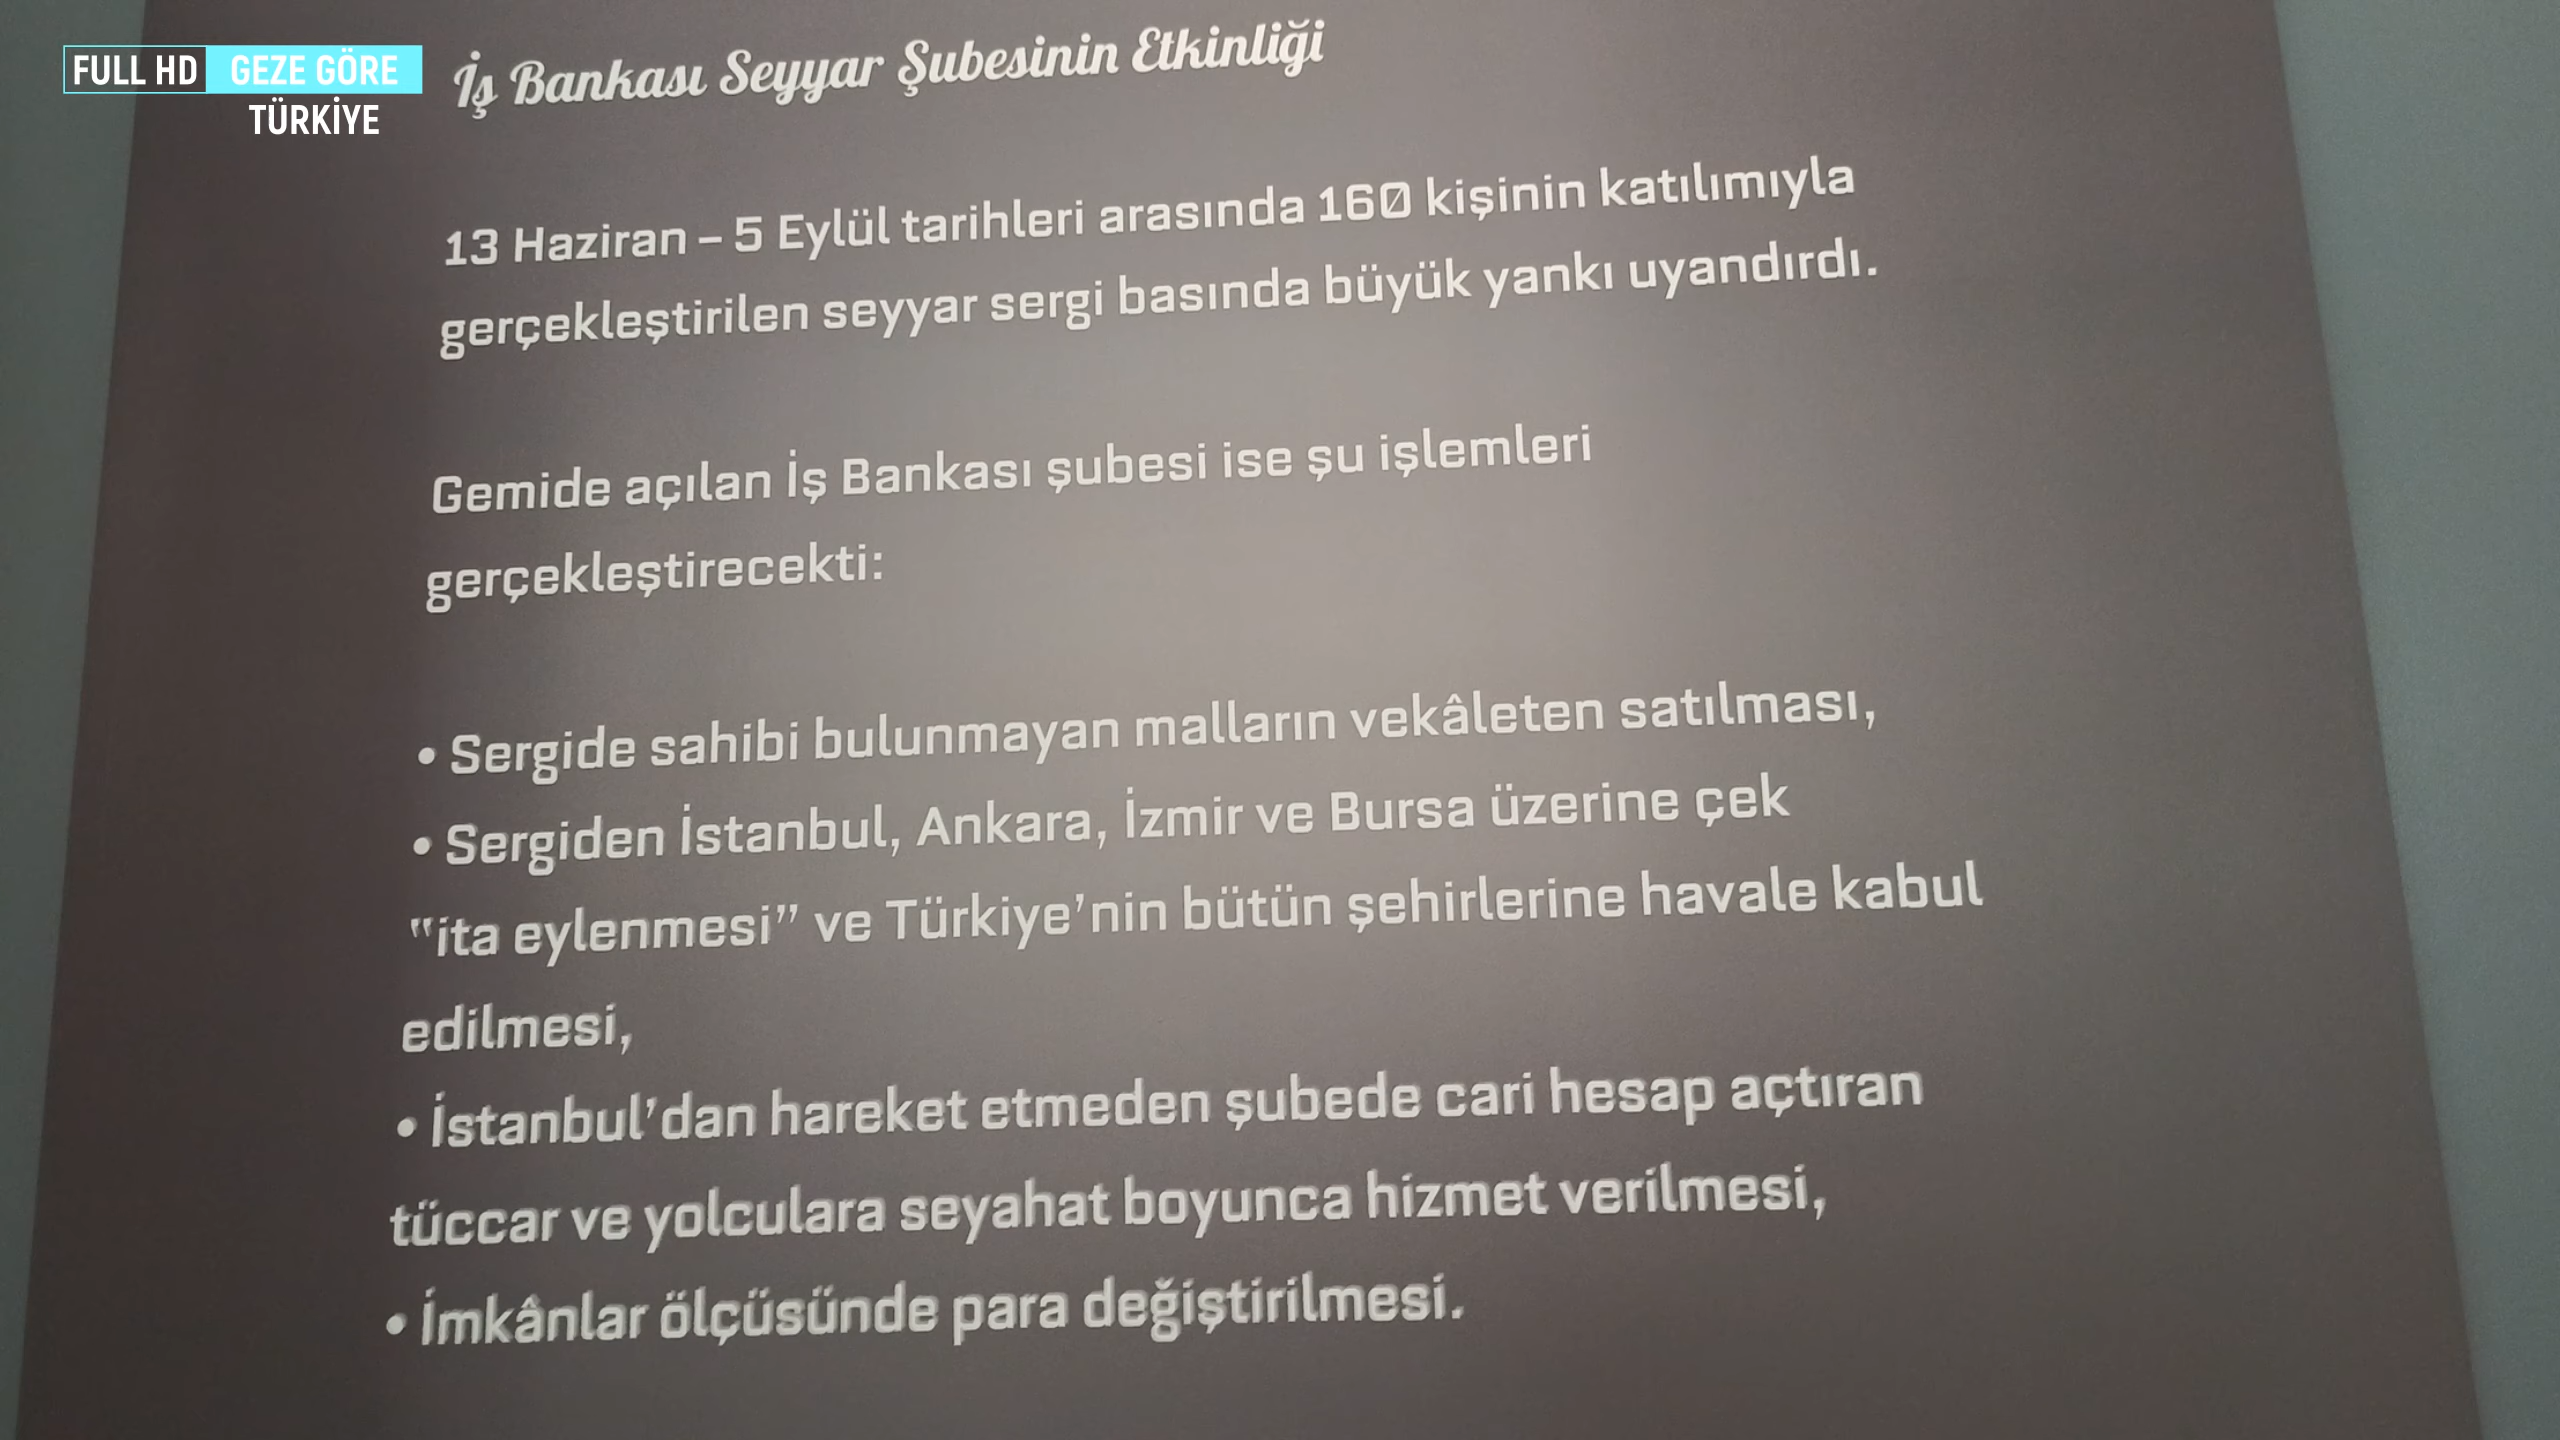 FULL HD GEZE GÖRE
TÜRKİYE
İş Bankası Seyyar Şubesinin Etkinliği
13 Haziran – 5 Eylül tarihleri arasında 160 kişinin katılımıyla
gerçekleştirilen seyyar sergi basında büyük yankı uyandırdı.
Gemide açılan İş Bankası şubesi ise şu işlemleri
gerçekleştirecekti:
• Sergide sahibi bulunmayan malların vekâleten satılması,
• Sergiden İstanbul, Ankara, İzmir ve Bursa üzerine çek
"ita eylenmesi” ve Türkiye’nin bütün şehirlerine havale kabul
edilmesi,
• İstanbul’dan hareket etmeden şubede cari hesap açtıran
tüccar ve yolculara seyahat boyunca hizmet verilmesi,
• İmkânlar ölçüsünde para değiştirilmesi.